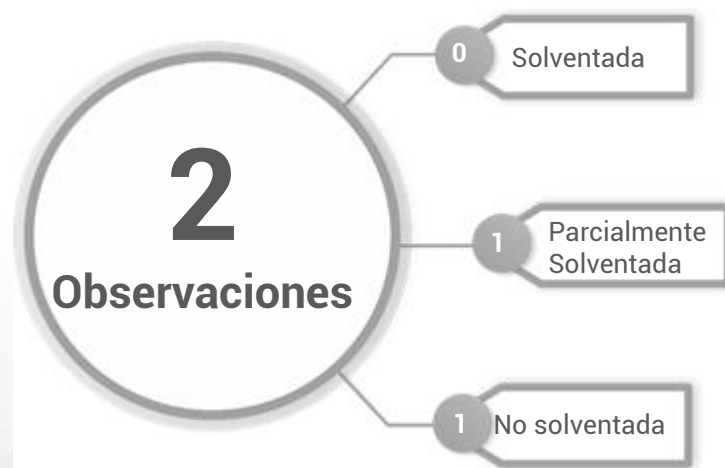 2
Observaciones
0
Solventada
1
Parcialmente
Solventada
1
No solventada